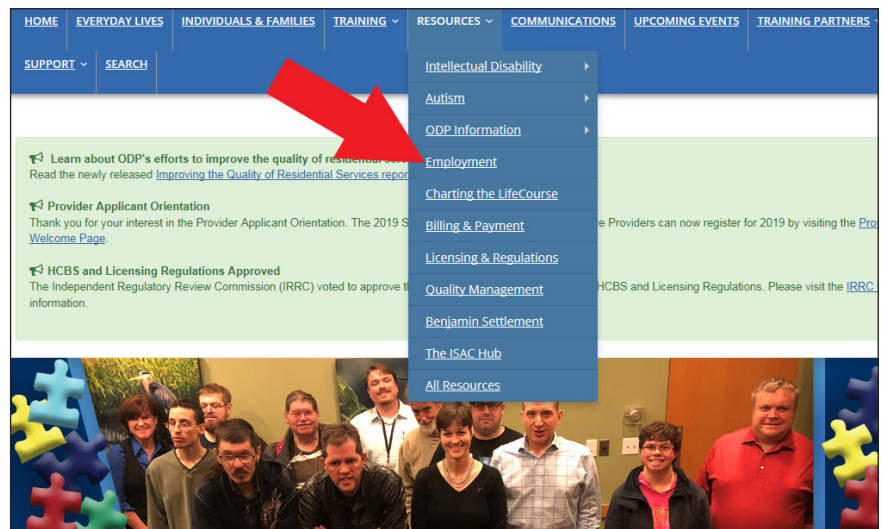 HOME EVERYDAY LIVES INDIVIDUALS & FAMILIES TRAINING RESOURCES COMMUNICATIONS UPCOMING EVENTS TRAINING PARTNERS
SUPPORT SEARCH
Intellectual Disability
Autism
ODP Information
Employment
Charting the LifeCourse
Billing & Payment
Licensing & Regulations
Quality Management
Benjamin Settlement
The ISAC Hub
All Resources
Learn about ODP's efforts to improve the quality of residential
Read the newly released Improving the Quality of Residential Services
Provider Applicant Orientation
Thank you for your interest in the Provider Applicant Orientation. The 2019 Providers can now register for 2019 by visiting the
Welcome Page.
HCBS and Licensing Regulations Approved
The Independent Regulatory Review Commission (IRRC) voted to approve HCBS and Licensing Regulations. Please visit the IRRC
information.